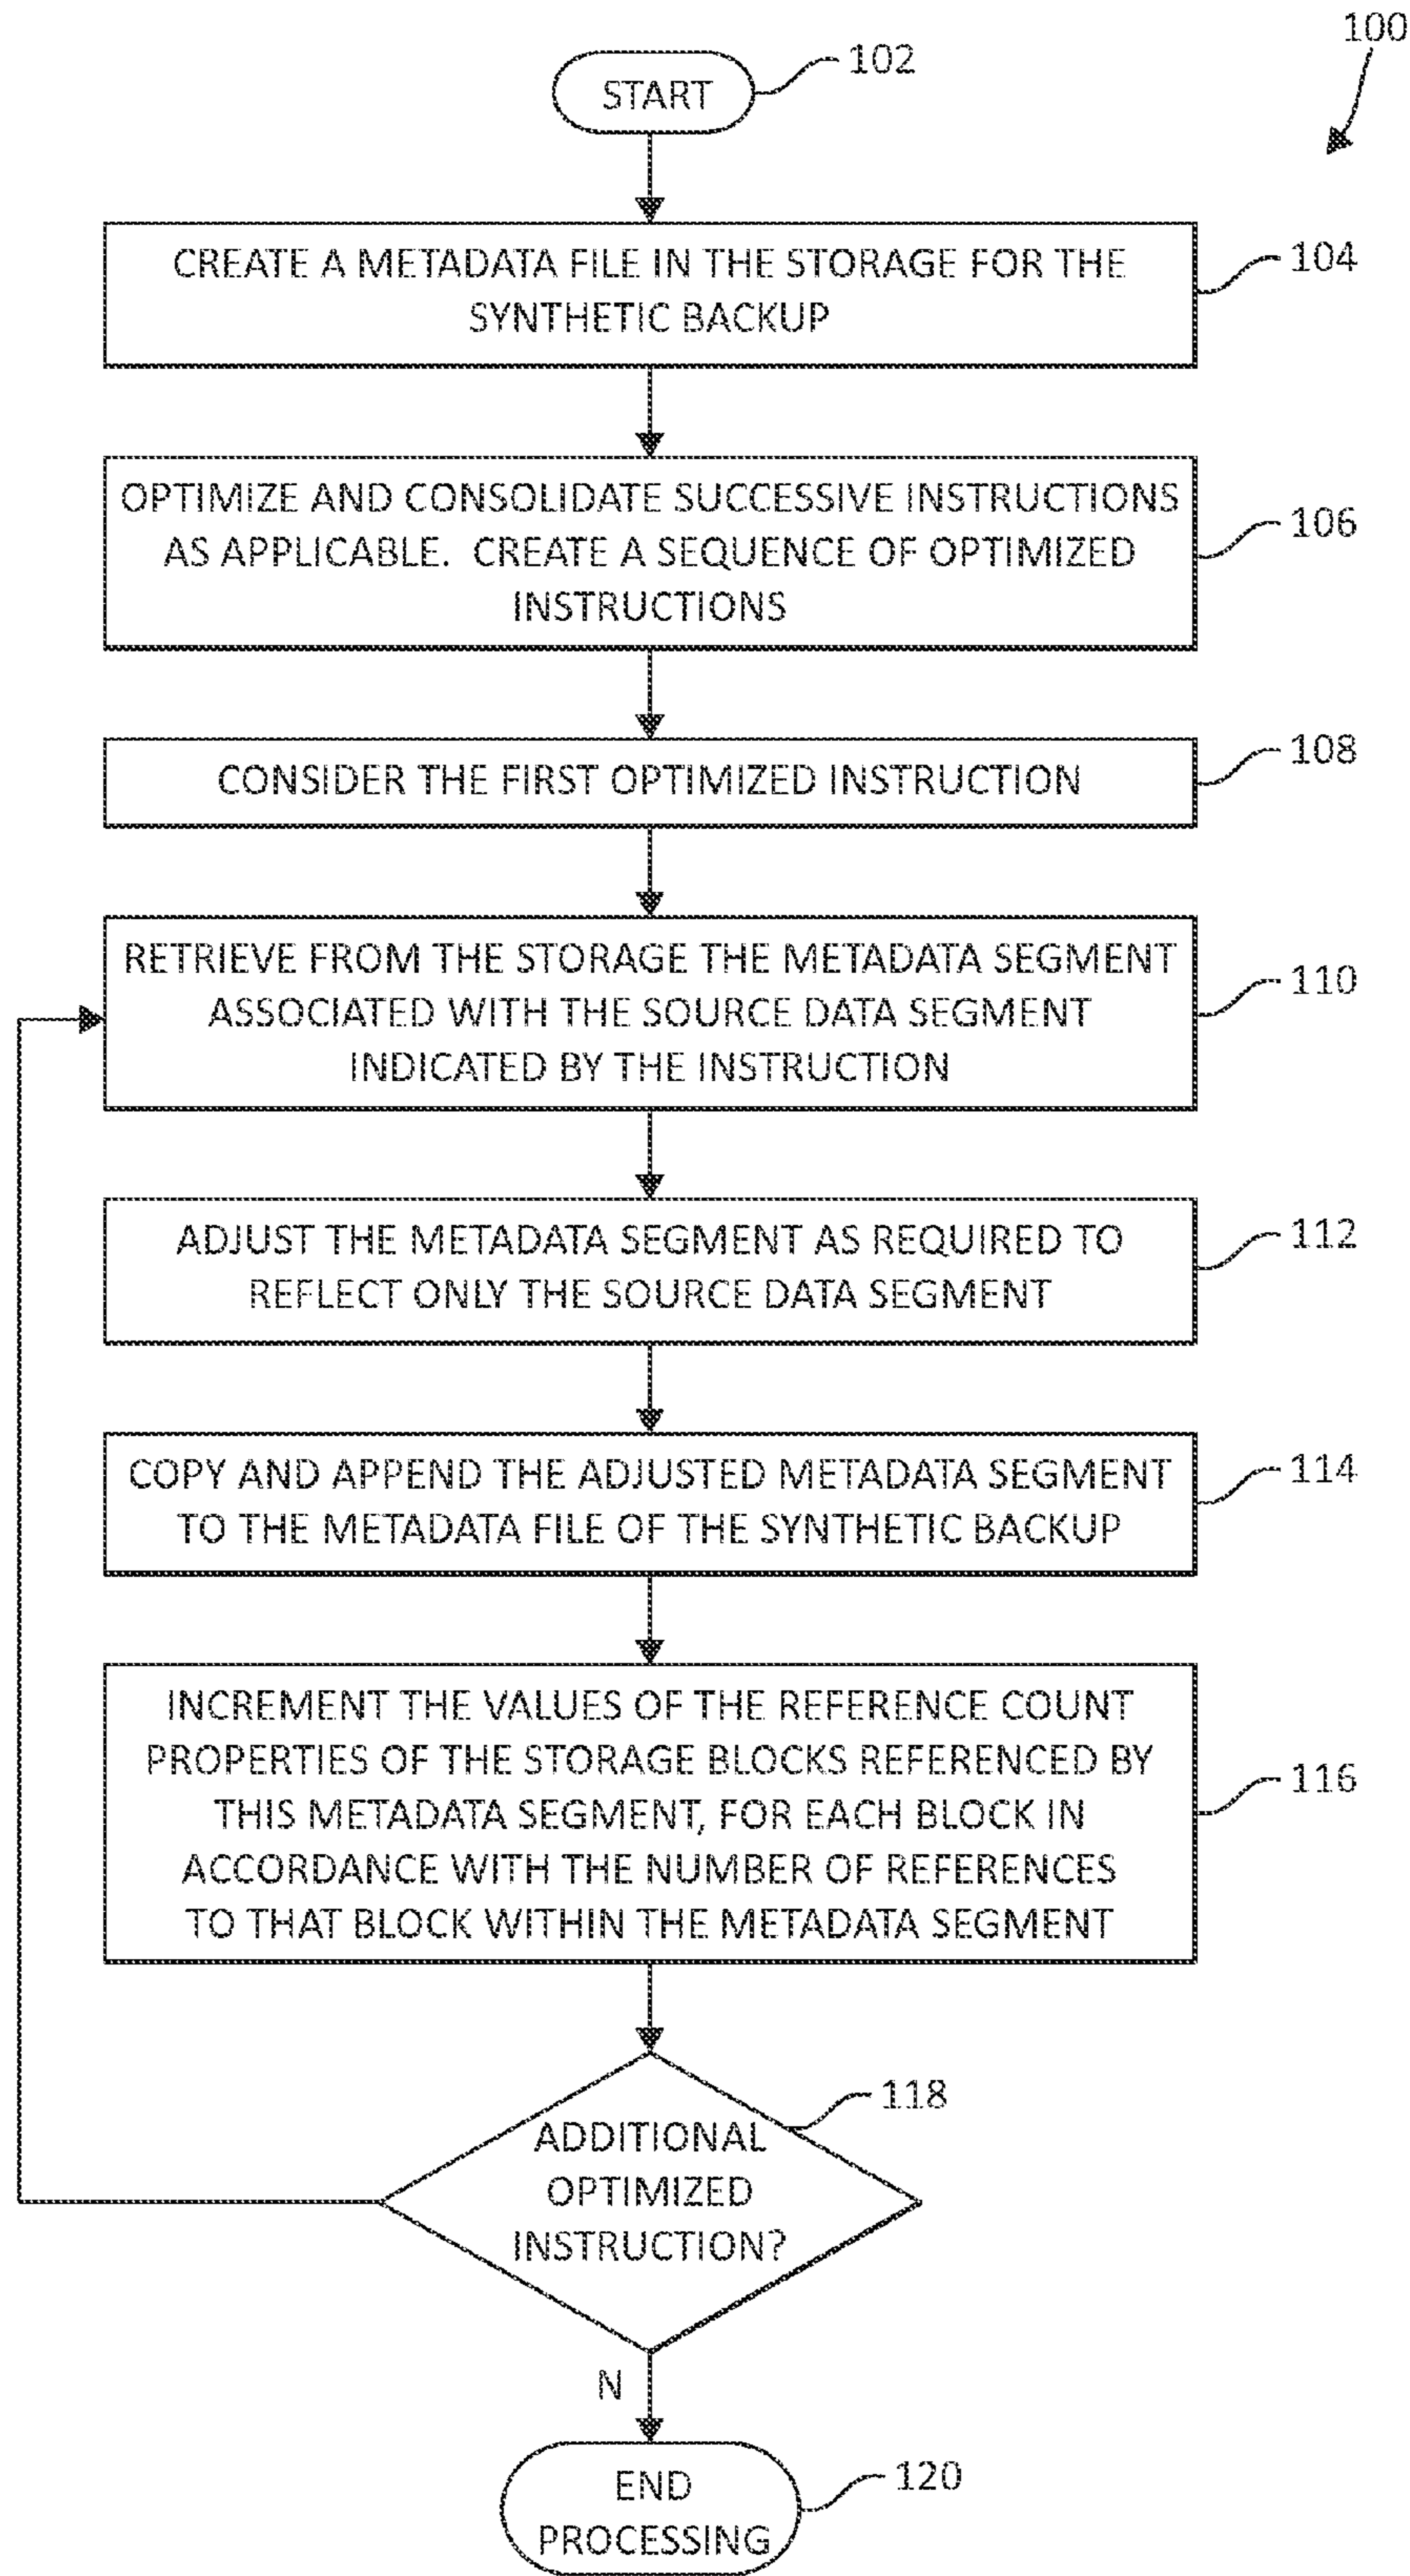 100
START
102
CREATE A METADATA FILE IN THE STORAGE FOR THE
SYNTHETIC BACKUP
104
OPTIMIZE AND CONSOLIDATE SUCCESSIVE INSTRUCTIONS
AS APPLICABLE. CREATE A SEQUENCE OF OPTIMIZED
INSTRUCTIONS
106
CONSIDER THE FIRST OPTIMIZED INSTRUCTION
108
RETRIEVE FROM THE STORAGE THE METADATA SEGMENT
ASSOCIATED WITH THE SOURCE DATA SEGMENT
INDICATED BY THE INSTRUCTION
110
ADJUST THE METADATA SEGMENT AS REQUIRED TO
REFLECT ONLY THE SOURCE DATA SEGMENT
112
COPY AND APPEND THE ADJUSTED METADATA SEGMENT
TO THE METADATA FILE OF THE SYNTHETIC BACKUP
114
INCREMENT THE VALUES OF THE REFERENCE COUNT
PROPERTIES OF THE STORAGE BLOCKS REFERENCED BY
THIS METADATA SEGMENT, FOR EACH BLOCK IN
ACCORDANCE WITH THE NUMBER OF REFERENCES
TO THAT BLOCK WITHIN THE METADATA SEGMENT
116
ADDITIONAL
OPTIMIZED
INSTRUCTION?
118
N
END
PROCESSING
120